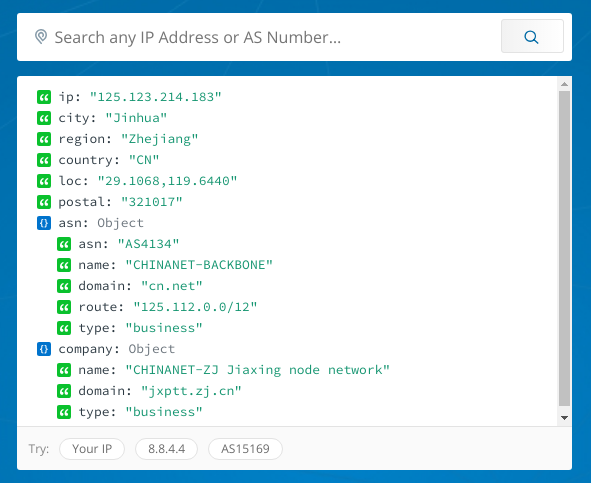 Search any IP Address or AS Number...
ip: "125.123.214.183"
city: "Jinhua"
region: "Zhejiang"
country: "CN"
loc: "29.1068,119.6440"
postal: "321017"
{} asn: Object
asn: "AS4134"
name: "CHINANET-BACKBONE"
domain: "cn.net"
route: "125.112.0.0/12"
type: "business"
{} company: Object
name: "CHINANET-ZJ Jiaxing node network"
domain: "jxptt.zj.cn"
type: "business"
Try: Your IP 8.8.4.4 AS15169